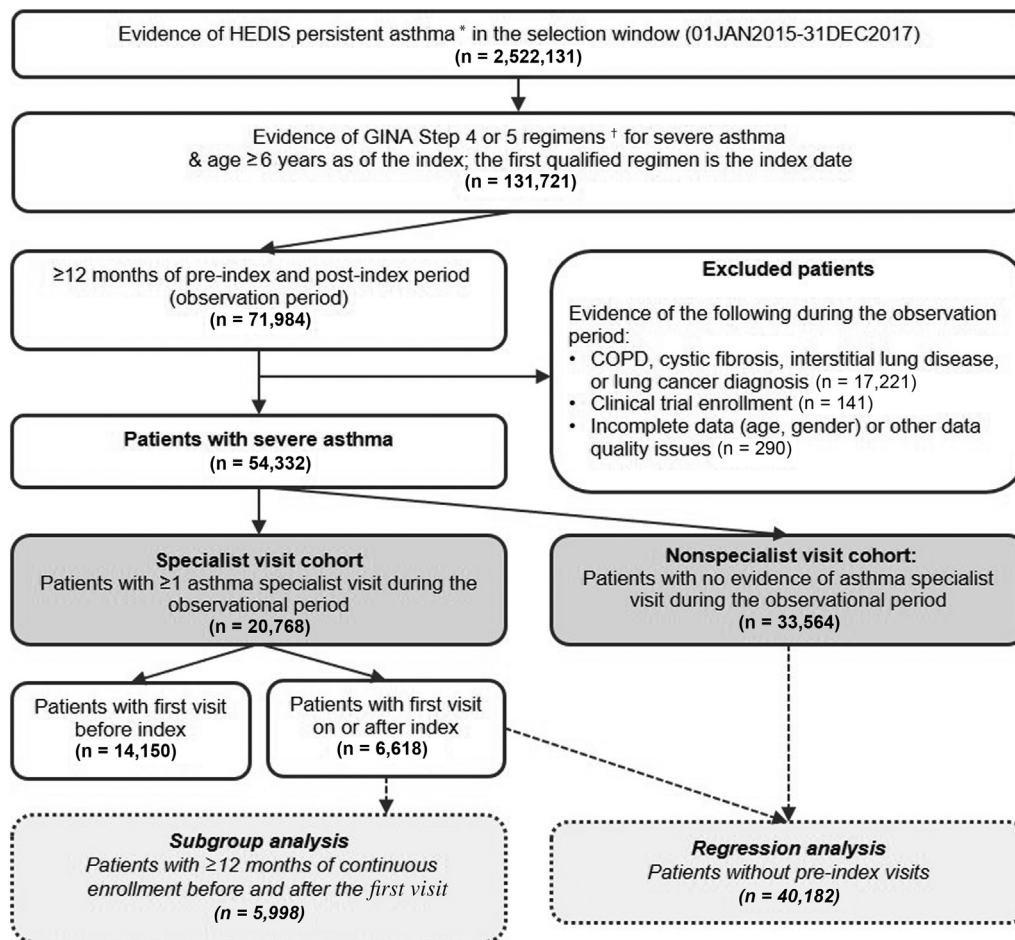 Evidence of HEDIS persistent asthma * in the selection window (01JAN2015-31DEC2017)
(n = 2,522,131)
Evidence of GINA Step 4 or 5 regimens † for severe asthma
& age ≥6 years as of the index; the first qualified regimen is the index date
(n = 131,721)
≥12 months of pre-index and post-index period
(observation period)
(n = 71,984)
Excluded patients
Evidence of the following during the observation
period:
• COPD, cystic fibrosis, interstitial lung disease,
or lung cancer diagnosis (n = 17,221)
• Clinical trial enrollment (n = 141)
• Incomplete data (age, gender) or other data
quality issues (n = 290)
Patients with severe asthma
(n = 54,332)
Specialist visit cohort
Patients with ≥1 asthma specialist visit during the
observational period
(n = 20,768)
Nonspecialist visit cohort:
Patients with no evidence of asthma specialist
visit during the observational period
(n = 33,564)
Patients with first visit
before index
(n = 14,150)
Patients with first visit
on or after index
(n = 6,618)
Subgroup analysis
Patients with ≥12 months of continuous
enrollment before and after the first visit
(n = 5,998)
Regression analysis
Patients without pre-index visits
(n = 40,182)